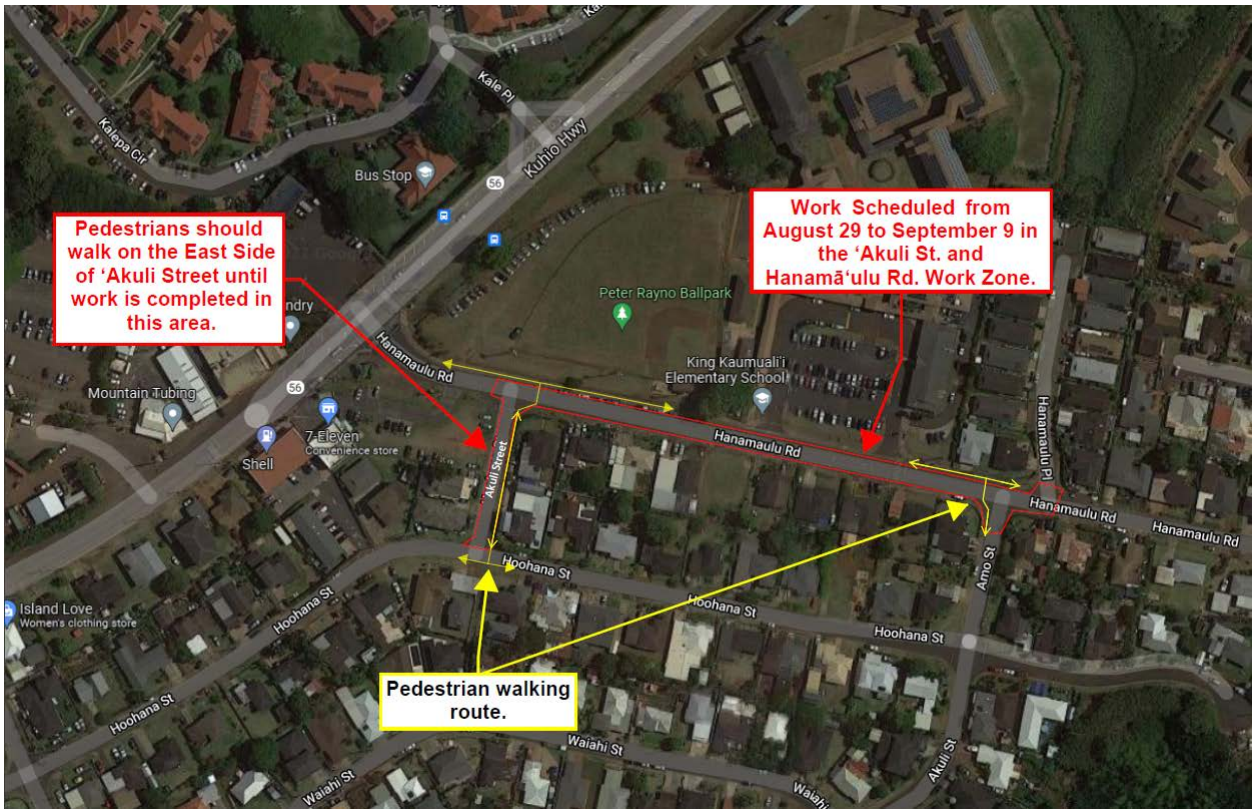 Kale Pl
Kuhio Hwy
56
Kalepa Cir
Bus Stop
Pedestrians should
walk on the East Side
of ‘Akuli Street until
work is completed in
this area.
Work Scheduled from
August 29 to September 9 in
the ‘Akuli St. and
Hanamā‘ulu Rd. Work Zone.
Peter Rayno Ballpark
ndry
Hanamaulu Rd
King Kaumuali'i
Elementary School
Mountain Tubing
56
7-Eleven
Convenience store
Shell
Akuli Street
Hanamaulu Rd
Hanamaulu Pl
Hanamaulu Rd
Hanamaulu Rd
Amo St
Hoohana St
Hoohana St
Hoohana St
Hoohana St
Island Love
Women's clothing store
Hoohana St
Pedestrian walking
route.
Waiahi St
Waiahi St
Waiahi St
Akuli St